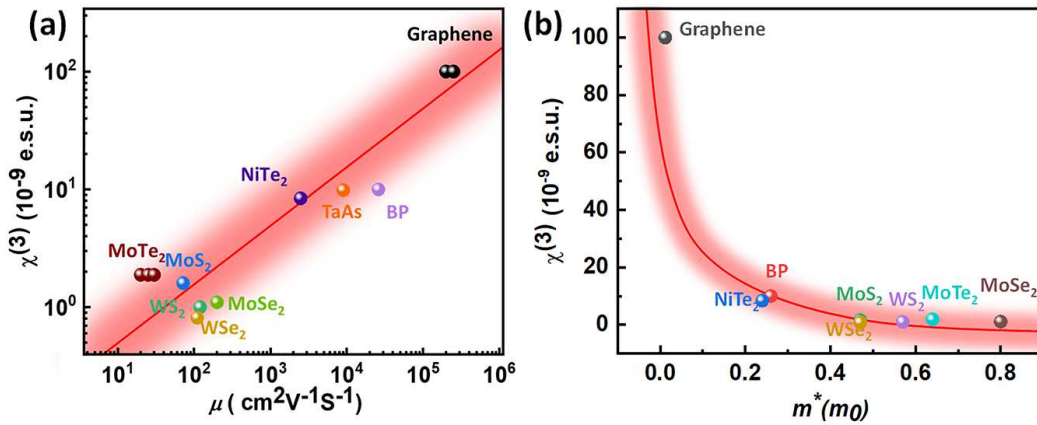 (a)
Graphene
NiTe₂
TaAs
BP
MoTe₂
MoS₂
WS₂
MoSe₂
WSe₂
10²
10¹
10⁰
χ⁽³⁾ (10⁻⁹ e.s.u.)
10¹ 10² 10³ 10⁴ 10⁵ 10⁶
μ ( cm²V⁻¹S⁻¹)
(b)
Graphene
BP
NiTe₂
MoS₂
WSe₂
WS₂
MoTe₂
MoSe₂
100
80
60
40
20
0
χ⁽³⁾ (10⁻⁹ e.s.u.)
0.0 0.2 0.4 0.6 0.8
m*(m₀)